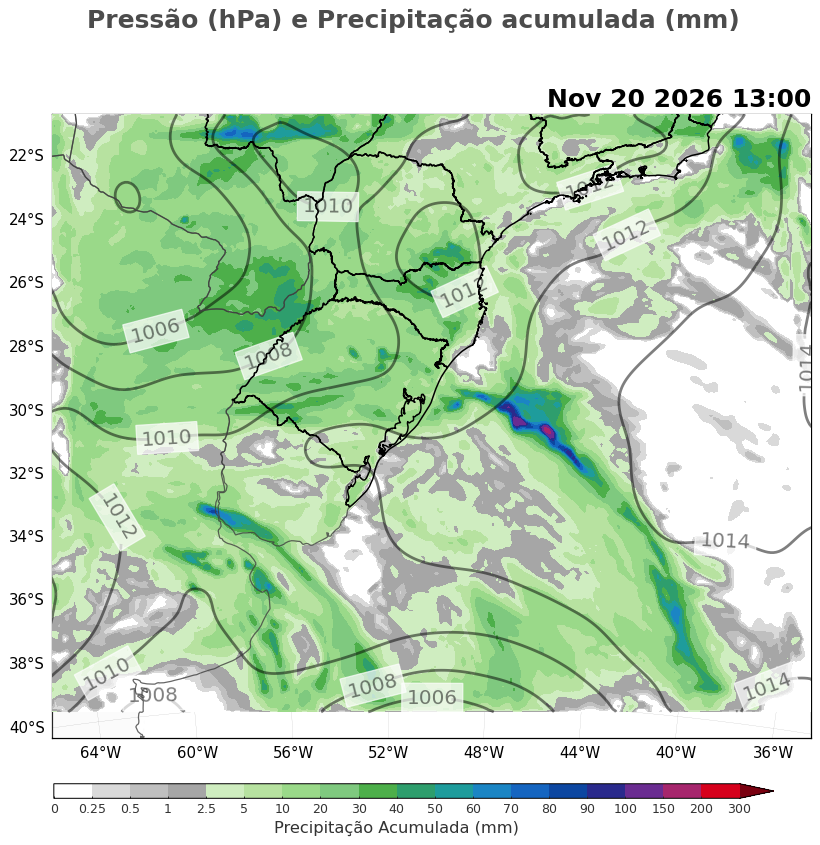 Pressão (hPa) e Precipitação acumulada (mm)
Nov 20 2026 13:00
22°S
24°S
26°S
28°S
30°S
32°S
34°S
36°S
38°S
40°S
1010
1012
1012
1006
1008
1014
1010
1012
1014
1010
1008
1008
1006
1014
64°W 60°W 56°W 52°W 48°W 44°W 40°W 36°W
0 0.25 0.5 1 2.5 5 10 20 30 40 50 60 70 80 90 100 150 200 300
Precipitação Acumulada (mm)